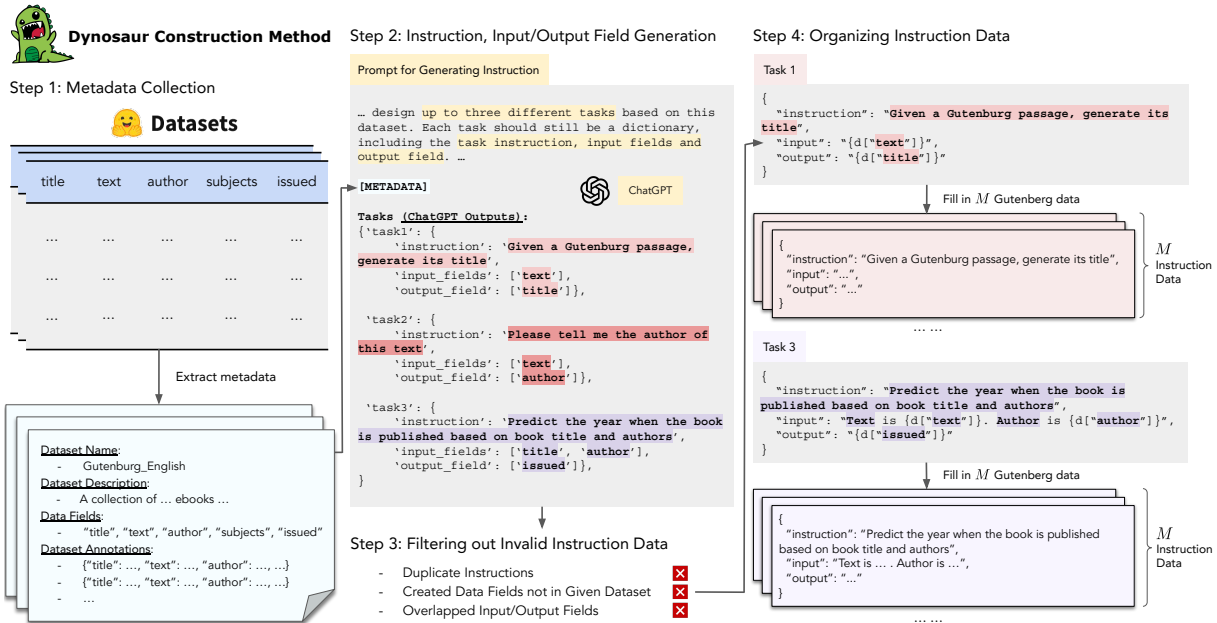 Dynosaur Construction Method
Step 1: Metadata Collection
Datasets
title text author subjects issued
... ... ... ... ...
... ... ... ... ...
... ... ... ... ...
Extract metadata
Dataset Name:
- Gutenburg_English
Dataset Description:
- A collection of ... ebooks ...
Data Fields:
- “title”, “text”, “author”, “subjects”, “issued”
Dataset Annotations:
- {“title”: ..., “text”: ..., “author”: ..., ...}
- {“title”: ..., “text”: ..., “author”: ..., ...}
- ...
Step 2: Instruction, Input/Output Field Generation
Prompt for Generating Instruction
… design up to three different tasks based on this
dataset. Each task should still be a dictionary,
including the task instruction, input fields and
output field. …
[METADATA]
ChatGPT
Tasks (ChatGPT Outputs):
{‘task1’: {
‘instruction’: ‘Given a Gutenburg passage,
generate its title’,
‘input_fields’: [‘text’],
‘output_field’: [‘title’]},
‘task2’: {
‘instruction’: ‘Please tell me the author of
this text’,
‘input_fields’: [‘text’],
‘output_field’: [‘author’]},
‘task3’: {
‘instruction’: ‘Predict the year when the book
is published based on book title and authors’,
‘input_fields’: [‘title’, ‘author’],
‘output_field’: [‘issued’]},
}
Step 3: Filtering out Invalid Instruction Data
- Duplicate Instructions
- Created Data Fields not in Given Dataset
- Overlapped Input/Output Fields
Step 4: Organizing Instruction Data
Task 1
{
“instruction”: “Given a Gutenburg passage, generate its
title”,
“input”: “{d[“text”]}”,
“output”: “{d[“title”]}”
}
Fill in M Gutenberg data
{
“instruction”: “Given a Gutenburg passage, generate its title”,
“input”: “...”,
“output”: “...”
}
M
Instruction
Data
... ...
Task 3
{
“instruction”: “Predict the year when the book is
published based on book title and authors”,
“input”: “Text is {d[“text”]}. Author is {d[“author”]}”,
“output”: “{d[“issued”]}”
}
Fill in M Gutenberg data
{
“instruction”: “Predict the year when the book is published
based on book title and authors”,
“input”: “Text is ... . Author is ...”,
“output”: “...”
}
M
Instruction
Data
... ...